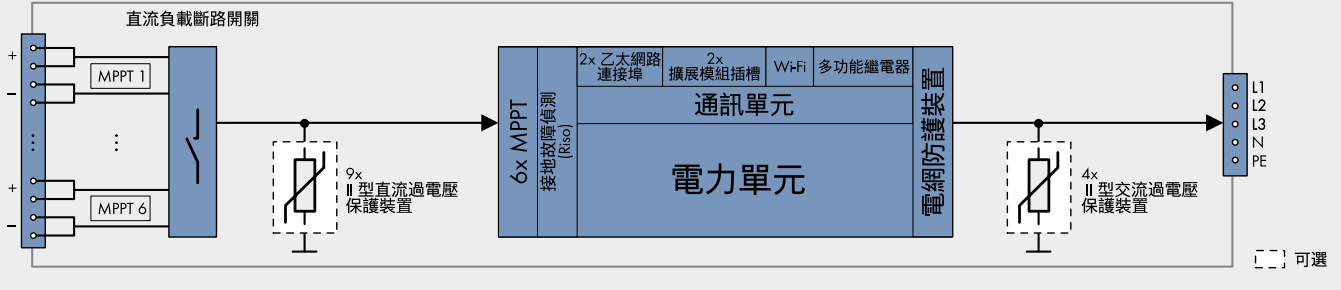 直流負載斷路開關
+
MPPT 1
−
⋮
⋮
+
MPPT 6
−
9x
II 型直流過電壓
保護裝置
6x MPPT
接地故障偵測
(Riso)
2x 乙太網路
連接埠
2x
擴展模組插槽
Wi-Fi
多功能繼電器
通訊單元
電力單元
電網防護裝置
4x
II 型交流過電壓
保護裝置
L1
L2
L3
N
PE
可選